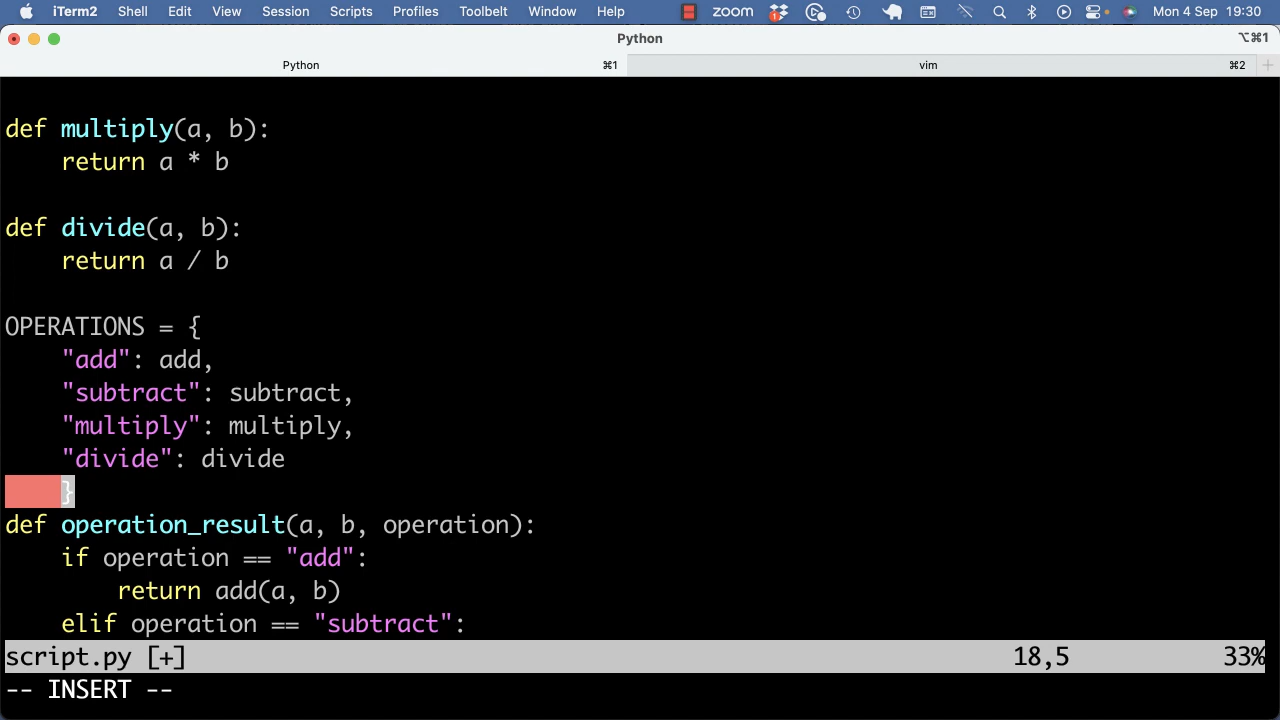 iTerm2 Shell Edit View Session Scripts Profiles Toolbelt Window Help zoom 1 Mon 4 Sep 19:30
Python ⌥⌘1
Python ⌘1 vim ⌘2 +
def multiply(a, b):
    return a * b
def divide(a, b):
    return a / b
OPERATIONS = {
    "add": add,
    "subtract": subtract,
    "multiply": multiply,
    "divide": divide
    }
def operation_result(a, b, operation):
    if operation == "add":
        return add(a, b)
    elif operation == "subtract":
script.py [+] 18,5 33%
-- INSERT --